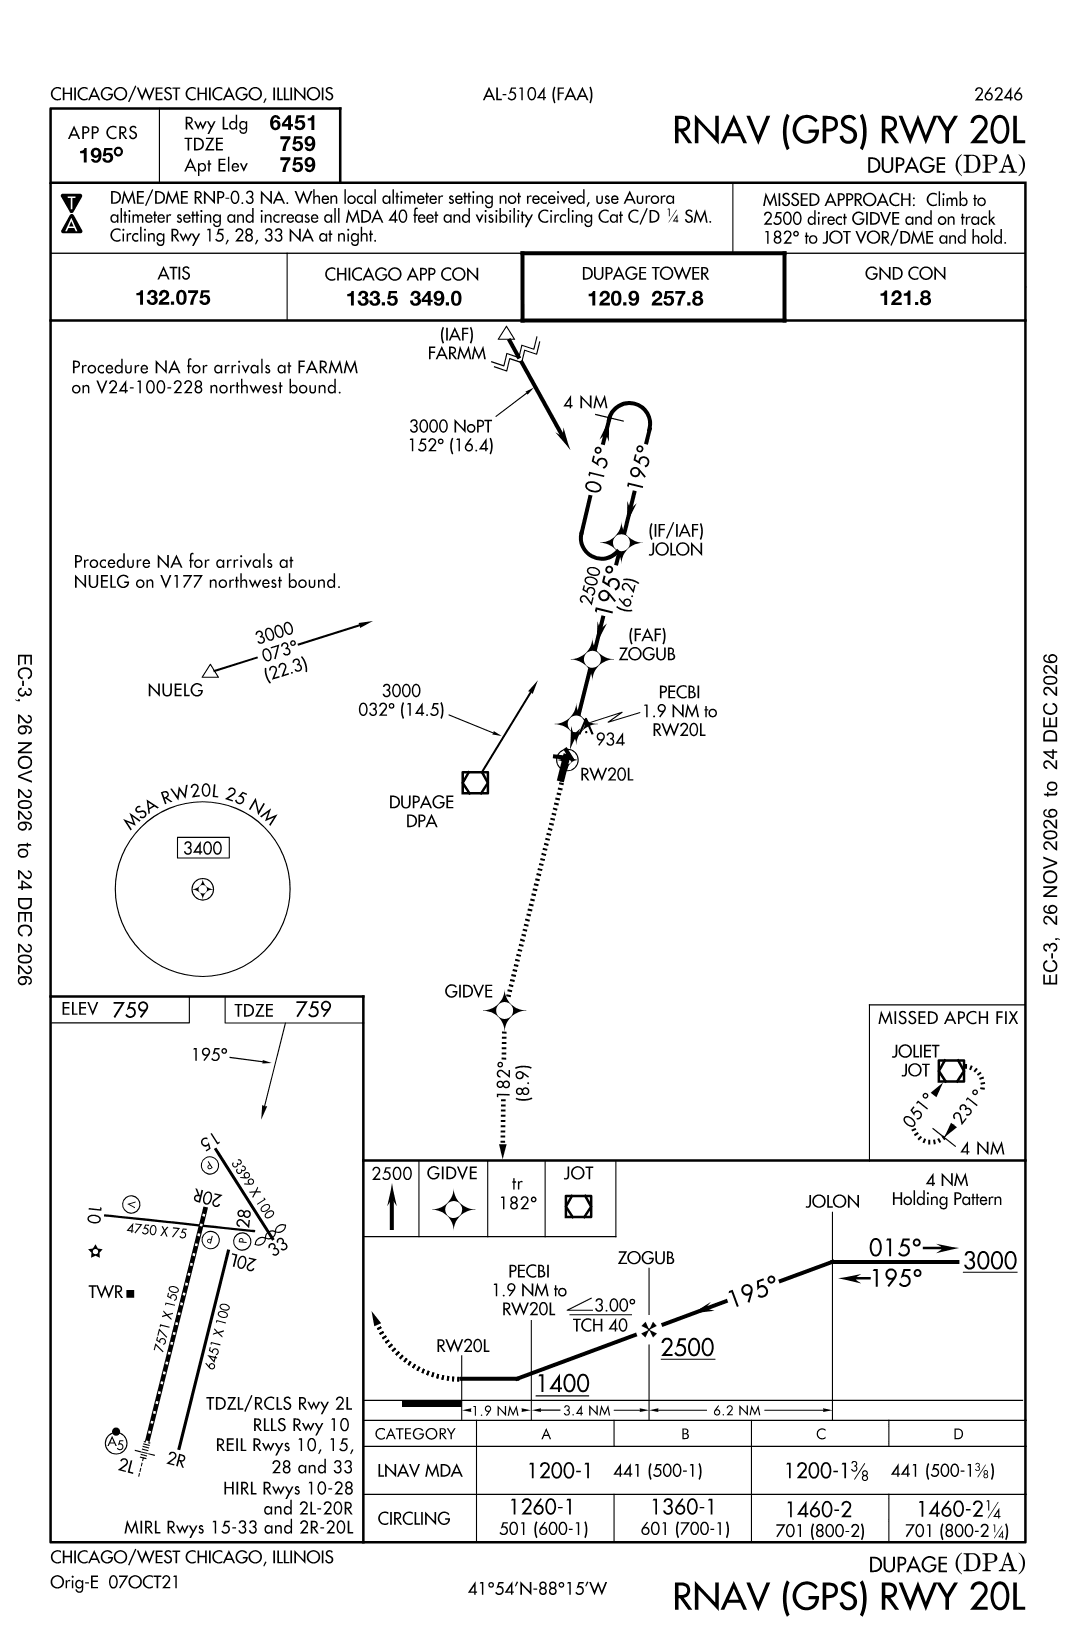 CHICAGO/WEST CHICAGO, ILLINOIS
AL-5104 (FAA)
26246
APP CRS
195°
Rwy Ldg 6451
TDZE 759
Apt Elev 759
RNAV (GPS) RWY 20L
DUPAGE (DPA)
T
A
DME/DME RNP-0.3 NA. When local altimeter setting not received, use Aurora
altimeter setting and increase all MDA 40 feet and visibility Circling Cat C/D ¼ SM.
Circling Rwy 15, 28, 33 NA at night.
MISSED APPROACH: Climb to
2500 direct GIDVE and on track
182° to JOT VOR/DME and hold.
ATIS
132.075
CHICAGO APP CON
133.5 349.0
DUPAGE TOWER
120.9 257.8
GND CON
121.8
(IAF)
FARMM
Procedure NA for arrivals at FARMM
on V24-100-228 northwest bound.
3000 NoPT
152° (16.4)
4 NM
015°
195°
(IF/IAF)
JOLON
2500
195°
(6.2)
Procedure NA for arrivals at
NUELG on V177 northwest bound.
3000
073°
(22.3)
NUELG
(FAF)
ZOGUB
3000
032° (14.5)
PECBI
1.9 NM to
RW20L
934
RW20L
DUPAGE
DPA
MSA RW20L 25 NM
3400
GIDVE
182°
(8.9)
EC-3, 26 NOV 2026 to 24 DEC 2026
EC-3, 26 NOV 2026 to 24 DEC 2026
ELEV 759
TDZE 759
195°
15
P
3399 X 100
20R
V
10
4750 X 75
28
P
P
33
20L
TWR
7571 X 150
6451 X 100
A5
2L
2R
TDZL/RCLS Rwy 2L
RLLS Rwy 10
REIL Rwys 10, 15,
28 and 33
HIRL Rwys 10-28
and 2L-20R
MIRL Rwys 15-33 and 2R-20L
MISSED APCH FIX
JOLIET
JOT
051°
231°
4 NM
2500
GIDVE
tr
182°
JOT
JOLON
4 NM
Holding Pattern
015°
195°
3000
ZOGUB
195°
PECBI
1.9 NM to
RW20L
3.00°
TCH 40
2500
RW20L
1400
1.9 NM
3.4 NM
6.2 NM
CATEGORY A B C D
LNAV MDA 1200-1 441 (500-1) 1200-1⅜ 441 (500-1⅜)
CIRCLING 1260-1 1360-1 1460-2 1460-2¼
501 (600-1) 601 (700-1) 701 (800-2) 701 (800-2¼)
CHICAGO/WEST CHICAGO, ILLINOIS
Orig-E 07OCT21
41°54'N-88°15'W
DUPAGE (DPA)
RNAV (GPS) RWY 20L